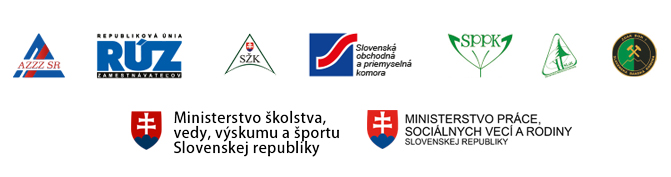 AZZZ SR
REPUBLIKOVÁ ÚNIA
RÚZ
ZAMESTNÁVATEĽOV
SŽK
Slovenská
obchodná
a priemyselná
komora
SPPK
Ministerstvo školstva,
vedy, výskumu a športu
Slovenskej republiky
MINISTERSTVO PRÁCE,
SOCIÁLNYCH VECÍ A RODINY
SLOVENSKEJ REPUBLIKY